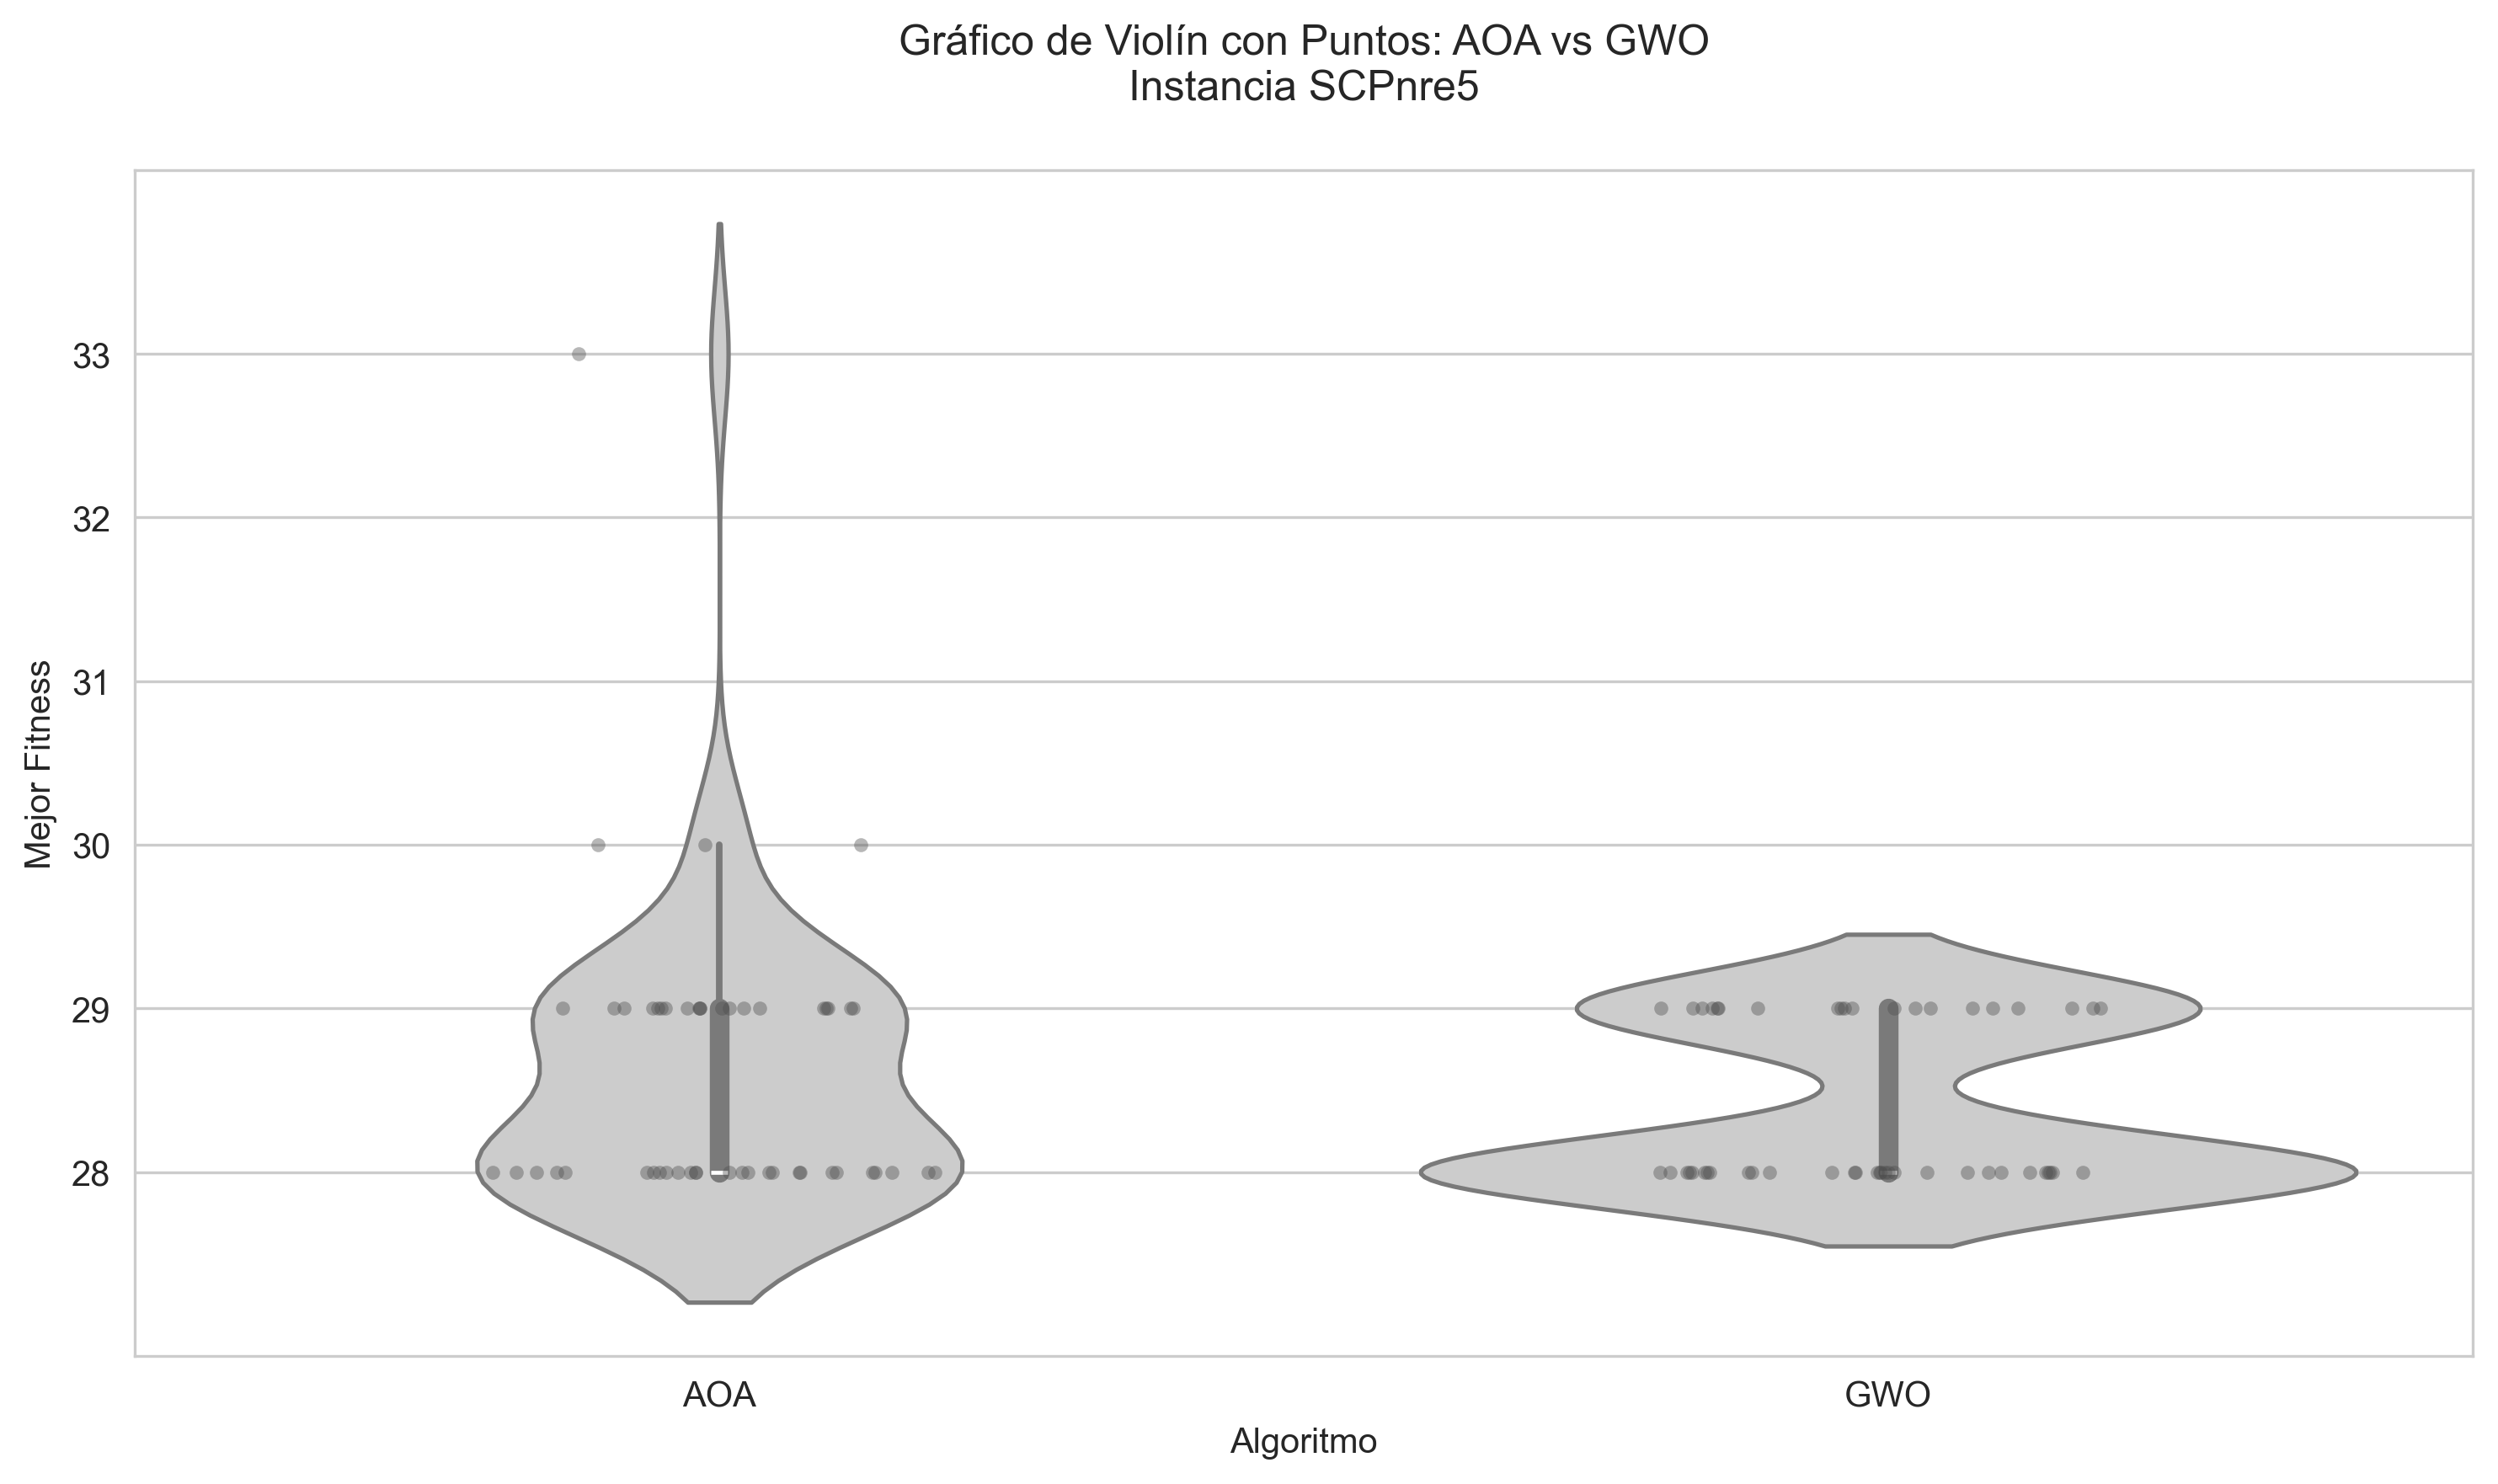 Gráfico de Violín con Puntos: AOA vs GWO
Instancia SCPnre5
Mejor Fitness
33
32
31
30
29
28
AOA
GWO
Algoritmo